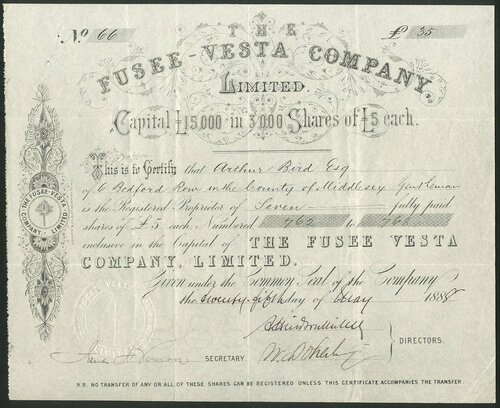 No. 66
£ 35
THE
FUSEE-VESTA COMPANY,
LIMITED.
Capital £15,000 in 3,000 Shares of £5 each.
This is to Certify that Arthur Bird Esq
of 6 Bedford Row in the County of Middlesex Gentleman
is the Registered Proprietor of Seven fully paid
shares of £5 each, Numbered 762 to 768
inclusive in the Capital of THE FUSEE VESTA
COMPANY, LIMITED.
Given under the Common Seal of the Company
the twenty fifth day of May 188
SECRETARY
DIRECTORS.
N.B. NO TRANSFER OF ANY OR ALL OF THESE SHARES CAN BE REGISTERED UNLESS THIS CERTIFICATE ACCOMPANIES THE TRANSFER
THE FUSEE-VESTA
COMPANY, LIMITED